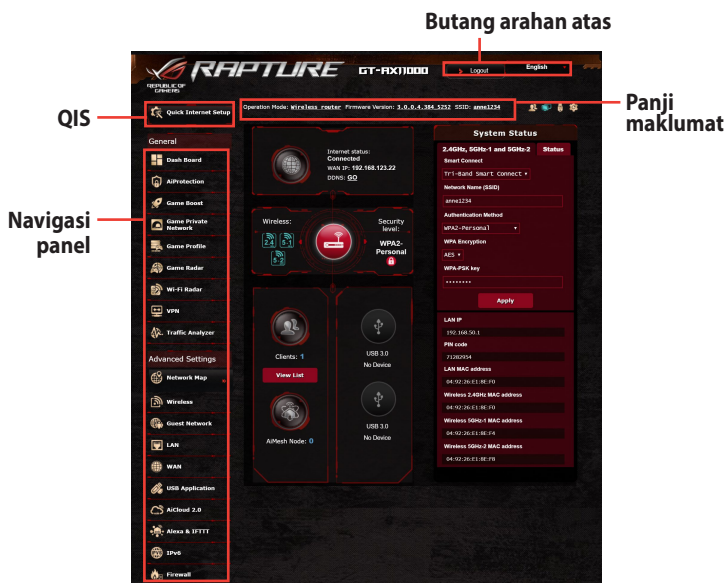 Butang arahan atas
RAPTURE GT-AX11000
REPUBLIC OF
GAMERS
Logout
English
QIS
Quick Internet Setup
Operation Mode: Wireless router Firmware Version: 3.0.0.4.384_5252 SSID: anne1234
Panji
maklumat
Navigasi
panel
General
Dash Board
AiProtection
Game Boost
Game Private
Network
Game Profile
Game Radar
Wi-Fi Radar
VPN
Traffic Analyzer
Advanced Settings
Network Map
Wireless
Guest Network
LAN
WAN
USB Application
AiCloud 2.0
Alexa & IFTTT
IPv6
Firewall
Internet status:
Connected
WAN IP: 192.168.123.22
DDNS: GO
Wireless:
2.4 5-1
5-2
Security
level:
WPA2-
Personal
Clients: 1
View List
AiMesh Node: 0
USB 3.0
No Device
USB 3.0
No Device
System Status
2.4GHz, 5GHz-1 and 5GHz-2 Status
Smart Connect
Tri-Band Smart Connect
Network Name (SSID)
anne1234
Authentication Method
WPA2-Personal
WPA Encryption
AES
WPA-PSK key
••••••••
Apply
LAN IP
192.168.50.1
PIN code
71282954
LAN MAC address
04:92:26:E1:8E:F0
Wireless 2.4GHz MAC address
04:92:26:E1:8E:F0
Wireless 5GHz-1 MAC address
04:92:26:E1:8E:F4
Wireless 5GHz-2 MAC address
04:92:26:E1:8E:F8